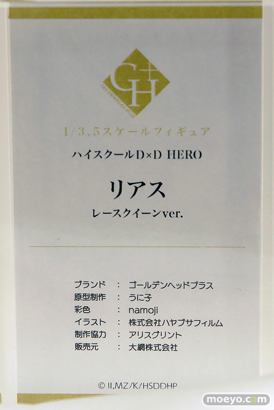 G+H
1/3.5スケールフィギュア
ハイスクールD×D HERO
リアス
レースクイーンver.
ブランド : ゴールデンヘッドプラス
原型制作 : うに子
彩色 : namoji
イラスト : 株式会社ハヤブサフィルム
制作協力 : アリスグリント
販売元 : 大網株式会社
©II,MZ/K/HSDDHP
moeyo.com